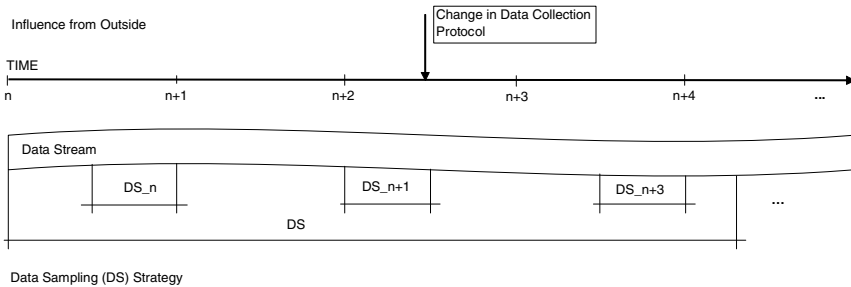 Influence from Outside
Change in Data Collection
Protocol
TIME
n n+1 n+2 n+3 n+4 ...
Data Stream
DS_n DS_n+1 DS_n+3 ...
DS
Data Sampling (DS) Strategy